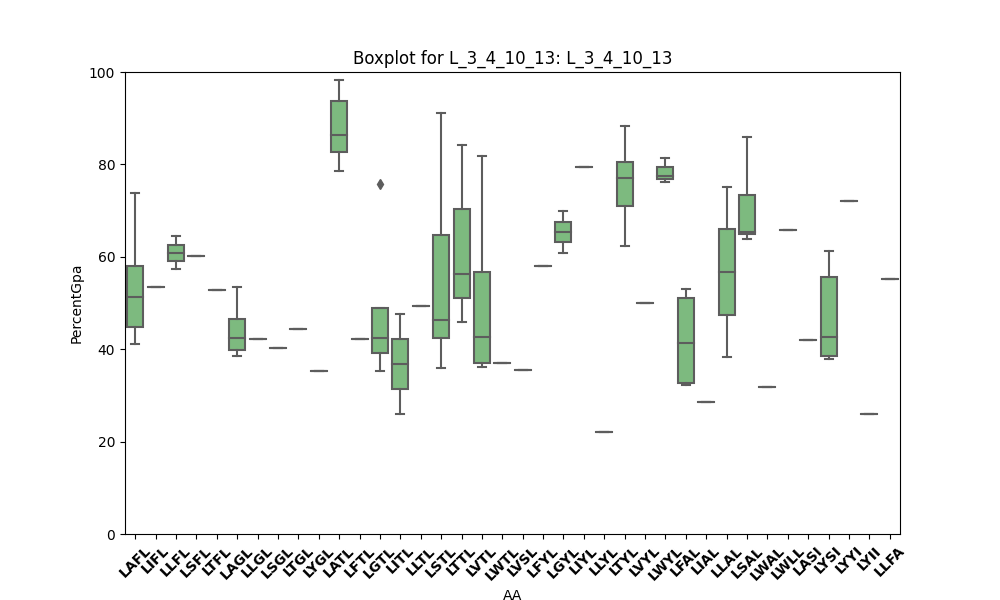 Boxplot for L_3_4_10_13: L_3_4_10_13
PercentGpa
100
80
60
40
20
0
LAFL LIFL LLFL LSFL LTFL LAGL LLGL LSGL LTGL LYGL LATL LFTL LGTL LITL LLTL LSTL LTTL LVTL LWTL LVSL LFYL LGYL LIYL LLYL LTYL LVYL LWYL LFAL LIAL LLAL LSAL LWAL LWLL LASI LYSI LYYI LYII LLFA
AA